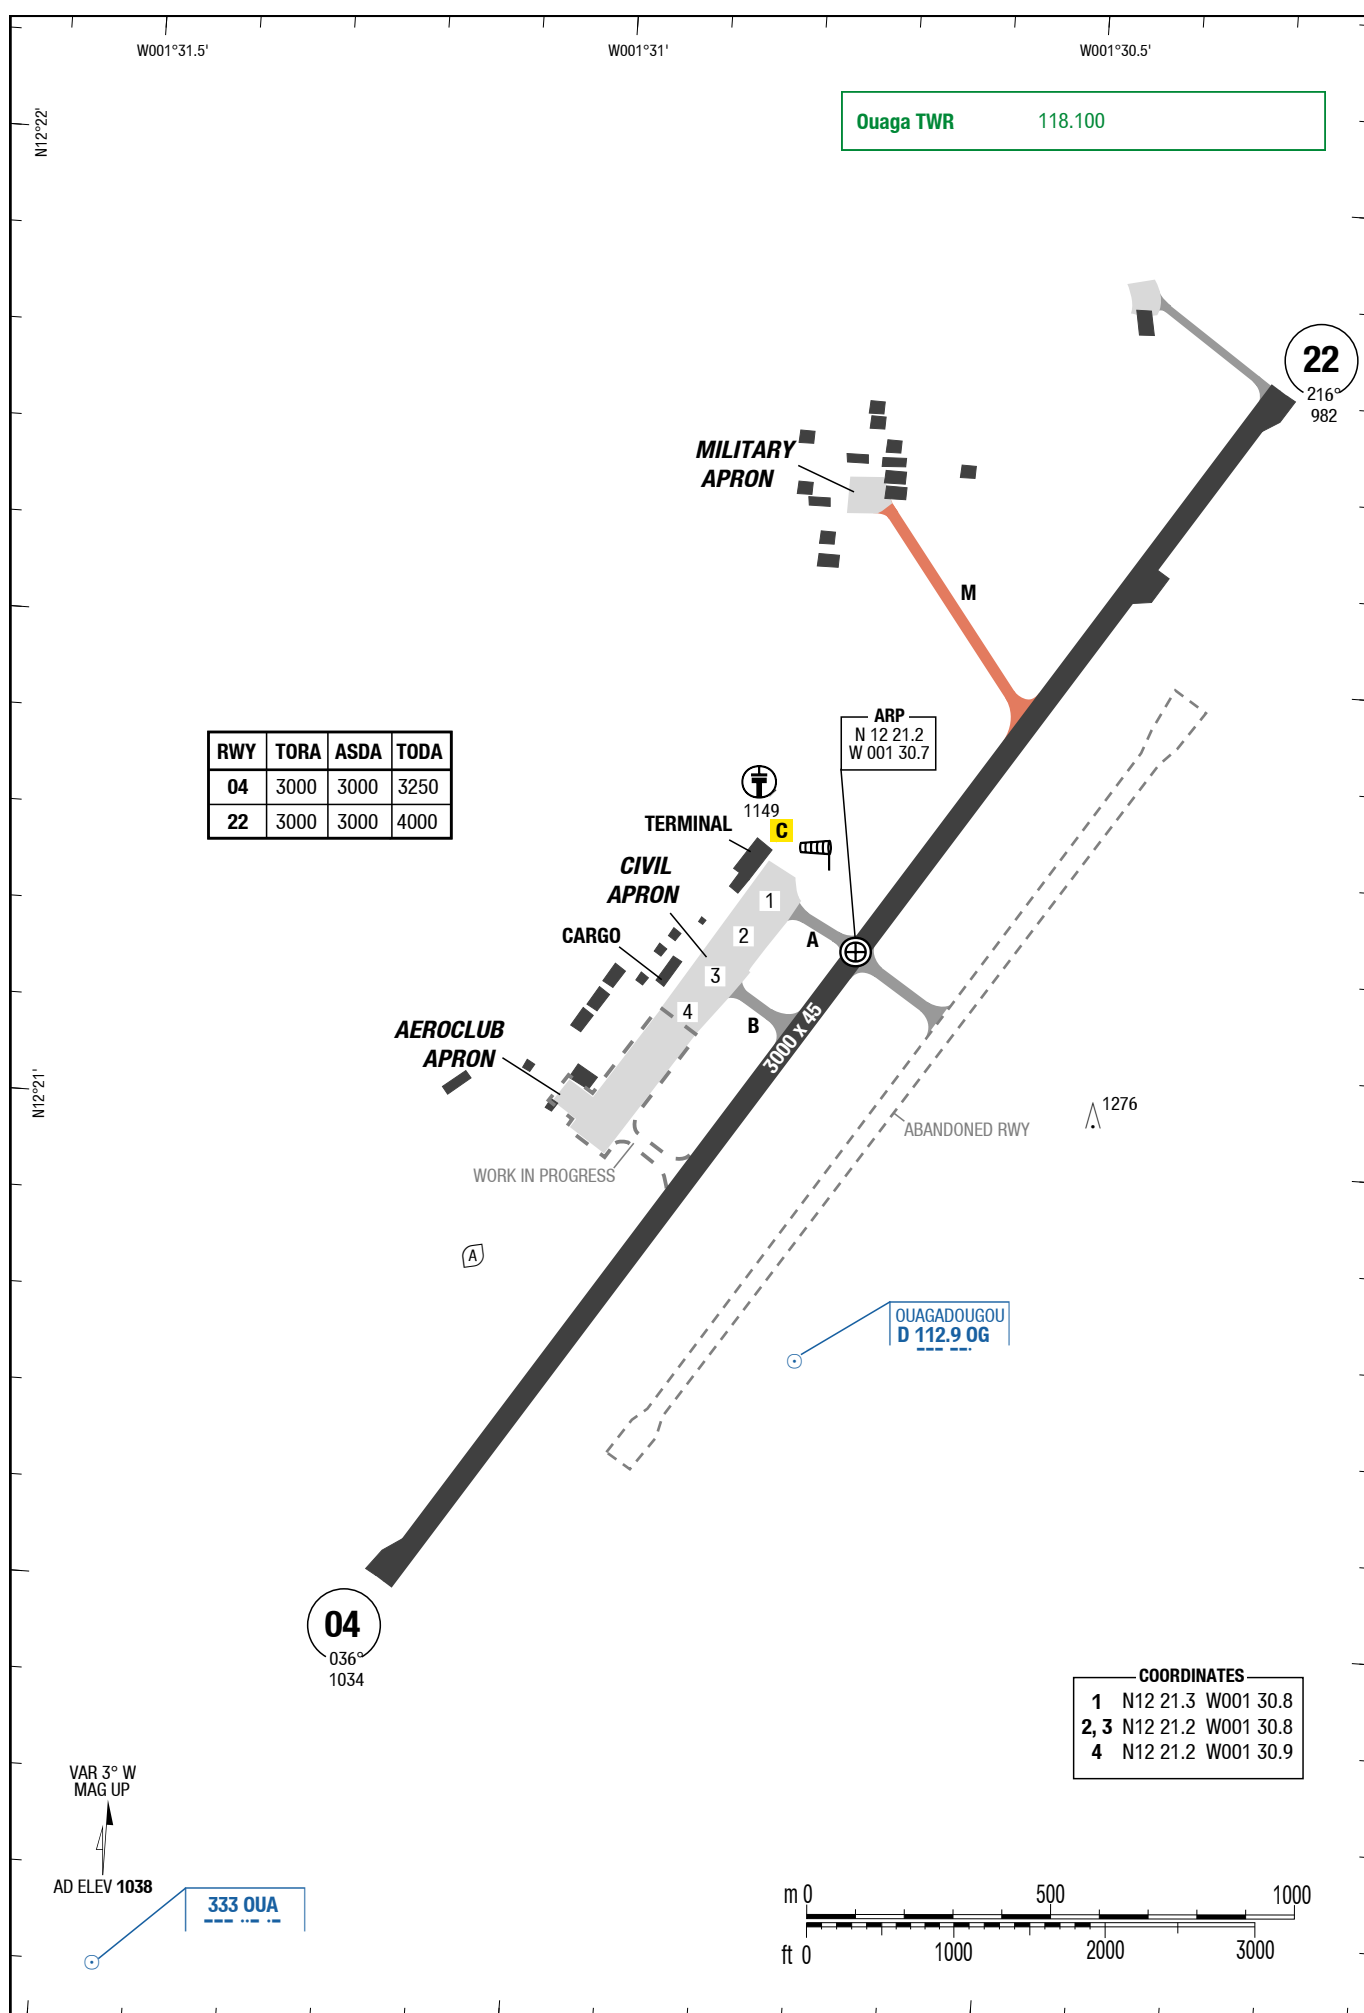 W001°31.5' W001°31' W001°30.5'
N12°22'
Ouaga TWR 118.100
22
216°
982
MILITARY
APRON
M
ARP
N 12 21.2
W 001 30.7
RWY TORA ASDA TODA
04 3000 3000 3250
22 3000 3000 4000
1149
TERMINAL
C
CIVIL
APRON
1
CARGO
2
A
3
4
B
3000 x 45
AEROCLUB
APRON
N12°21'
1276
ABANDONED RWY
WORK IN PROGRESS
A
OUAGADOUGOU
D 112.9 OG
04
036°
1034
COORDINATES
1 N12 21.3 W001 30.8
2, 3 N12 21.2 W001 30.8
4 N12 21.2 W001 30.9
VAR 3° W
MAG UP
AD ELEV 1038
333 OUA
m 0 500 1000
ft 0 1000 2000 3000